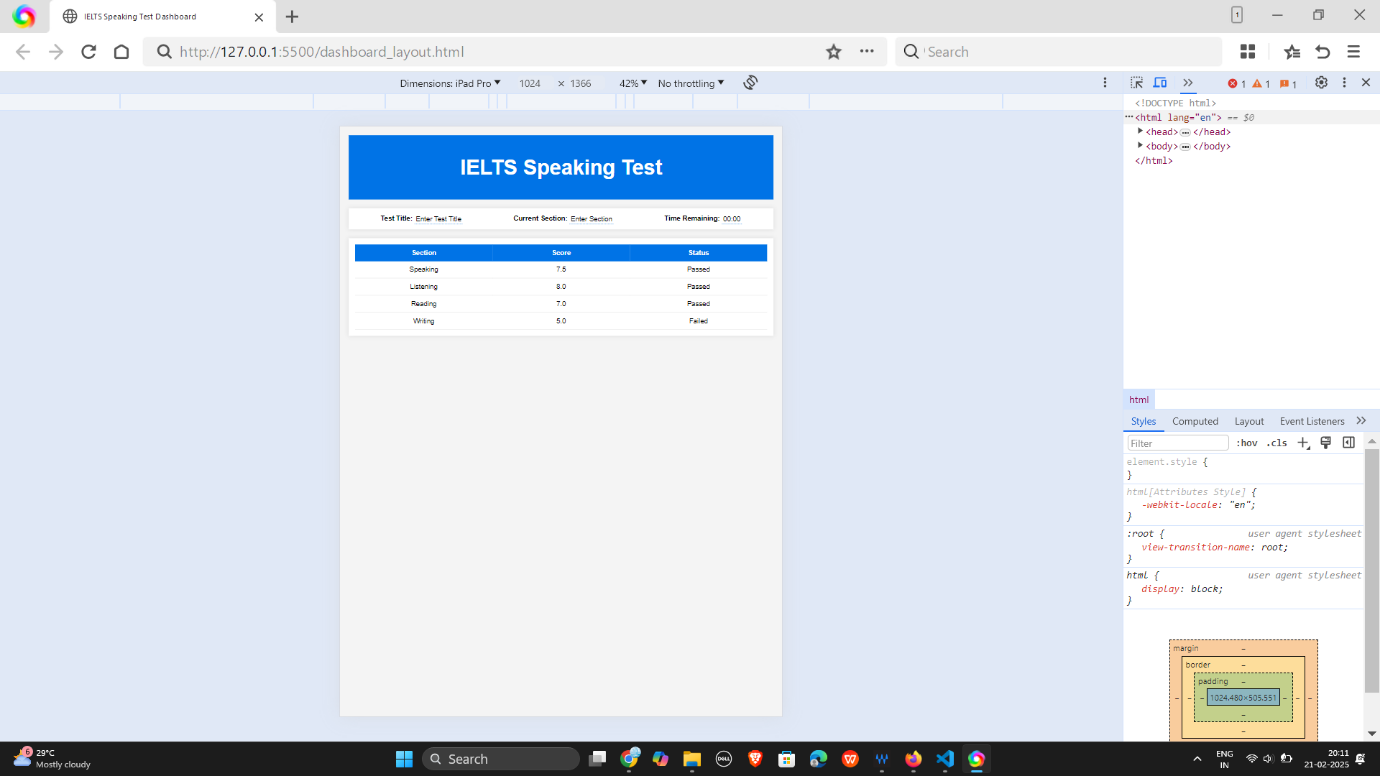 IELTS Speaking Test Dashboard
1
http://127.0.0.1:5500/dashboard_layout.html
Search
Dimensions: iPad Pro 1024 × 1366 42% No throttling
1 1 1
<!DOCTYPE html>
<html lang="en"> == $0
<head> </head>
<body> </body>
</html>
IELTS Speaking Test
Test Title: Enter Test Title Current Section: Enter Section Time Remaining: 00:00
Section Score Status
Speaking 7.5 Passed
Listening 8.0 Passed
Reading 7.0 Passed
Writing 5.0 Failed
html
Styles Computed Layout Event Listeners
Filter :hov .cls
element.style {
}
html[Attributes Style] {
-webkit-locale: "en";
}
:root { user agent stylesheet
view-transition-name: root;
}
html { user agent stylesheet
display: block;
}
margin –
border –
padding –
– – – 1024.480×505.551 – – –
–
–
6
29°C
Mostly cloudy
Search
DELL
ENG
IN
20:11
21-02-2025